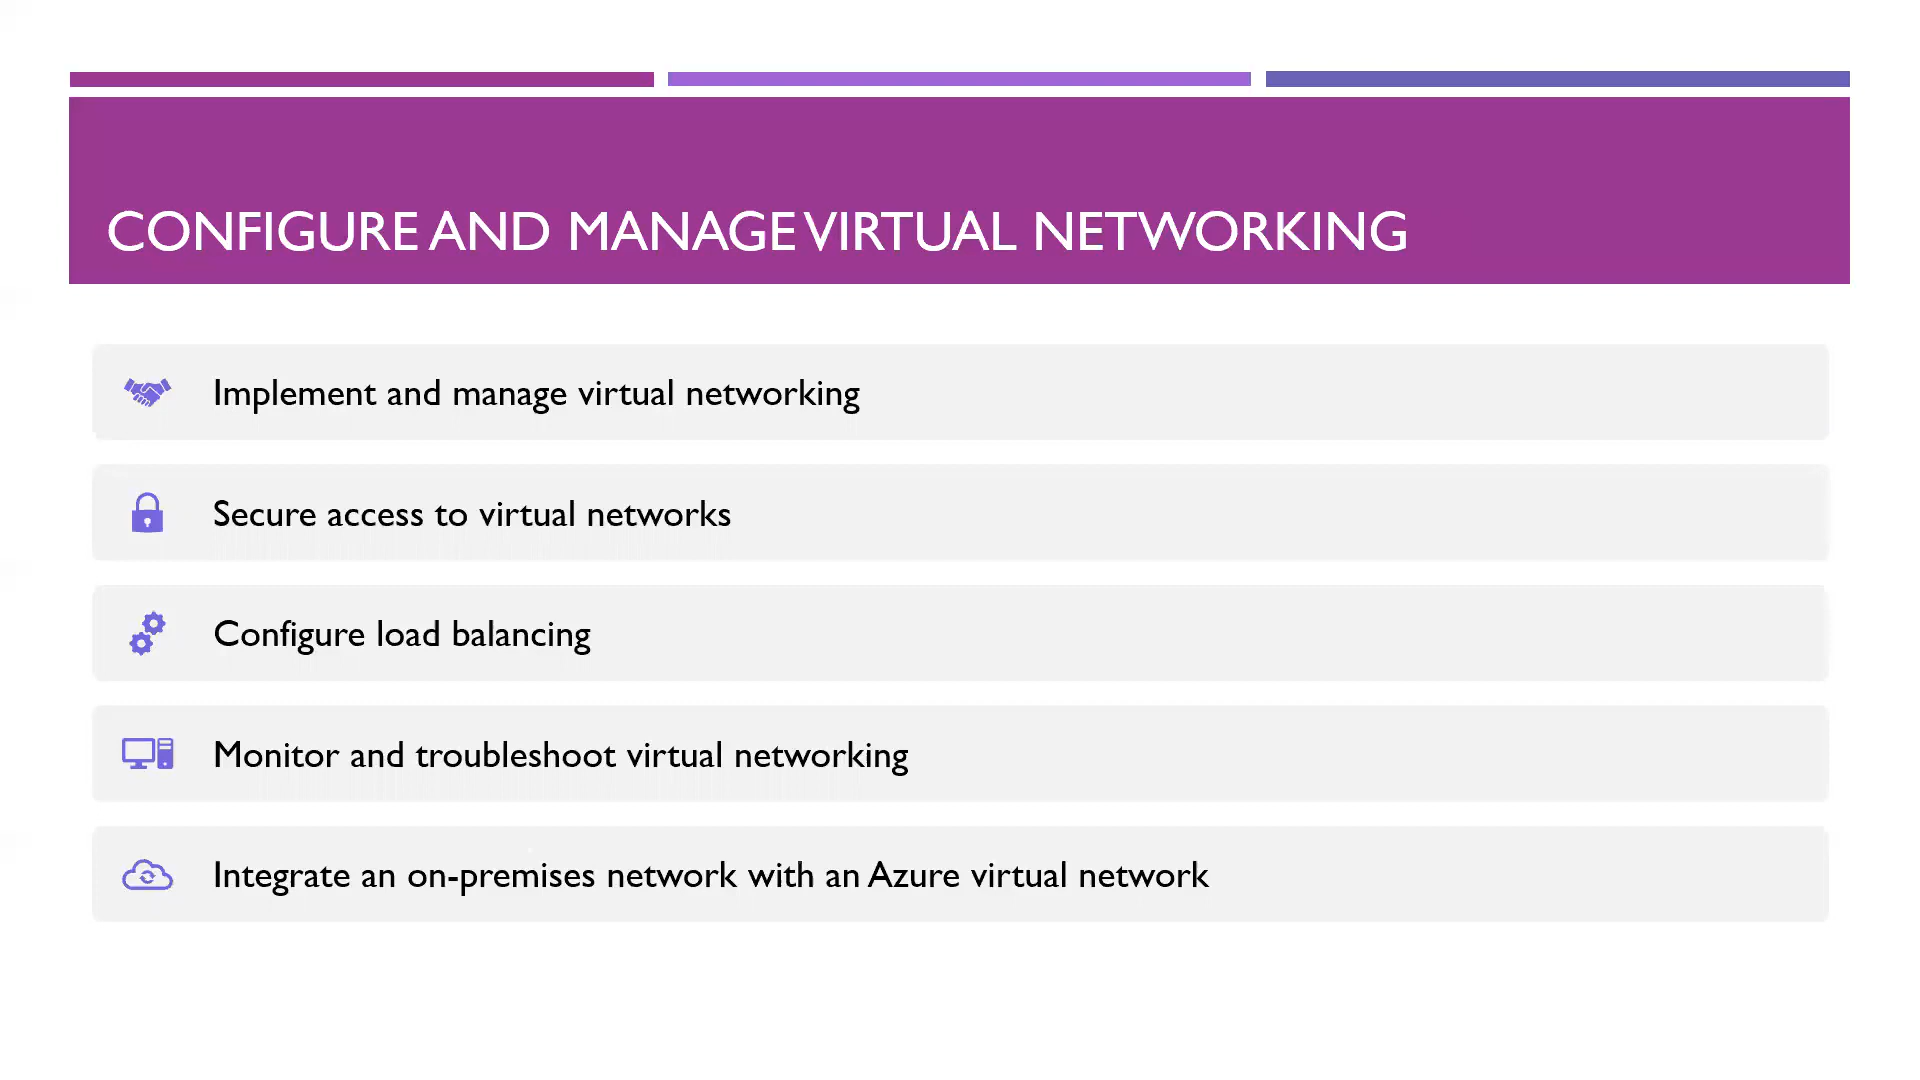 CONFIGURE AND MANAGE VIRTUAL NETWORKING
Implement and manage virtual networking
Secure access to virtual networks
Configure load balancing
Monitor and troubleshoot virtual networking
Integrate an on-premises network with an Azure virtual network